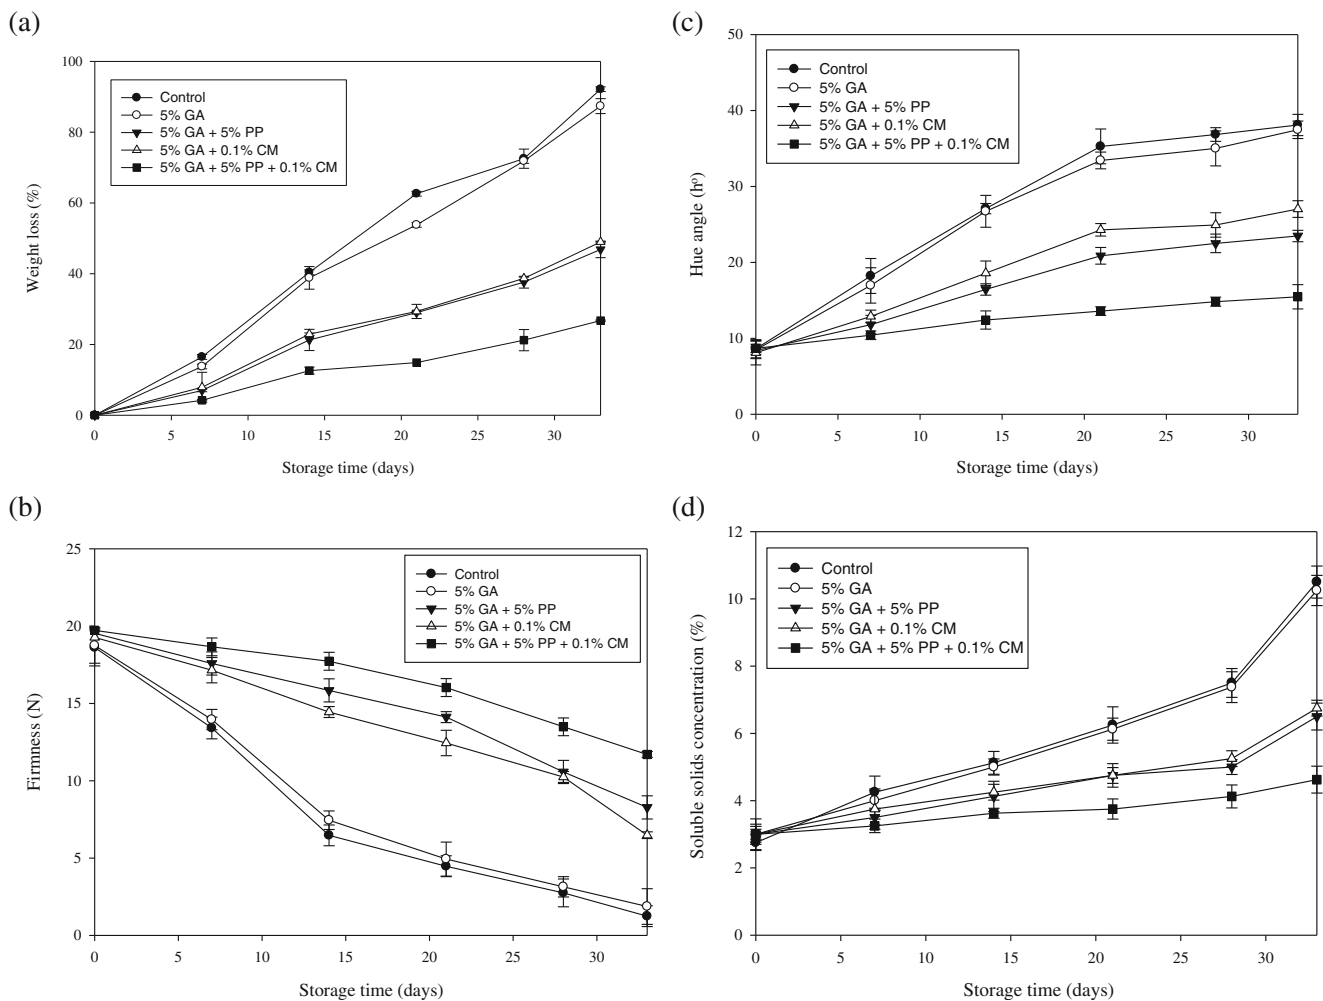 (a)
100
80
60
40
20
0
Weight loss (%)
Control
5% GA
5% GA + 5% PP
5% GA + 0.1% CM
5% GA + 5% PP + 0.1% CM
0 5 10 15 20 25 30
Storage time (days)
(c)
50
40
30
20
10
0
Hue angle (hº)
Control
5% GA
5% GA + 5% PP
5% GA + 0.1% CM
5% GA + 5% PP + 0.1% CM
0 5 10 15 20 25 30
Storage time (days)
(b)
25
20
15
10
5
0
Firmness (N)
Control
5% GA
5% GA + 5% PP
5% GA + 0.1% CM
5% GA + 5% PP + 0.1% CM
0 5 10 15 20 25 30
Storage time (days)
(d)
12
10
8
6
4
2
0
Soluble solids concentration (%)
Control
5% GA
5% GA + 5% PP
5% GA + 0.1% CM
5% GA + 5% PP + 0.1% CM
0 5 10 15 20 25 30
Storage time (days)